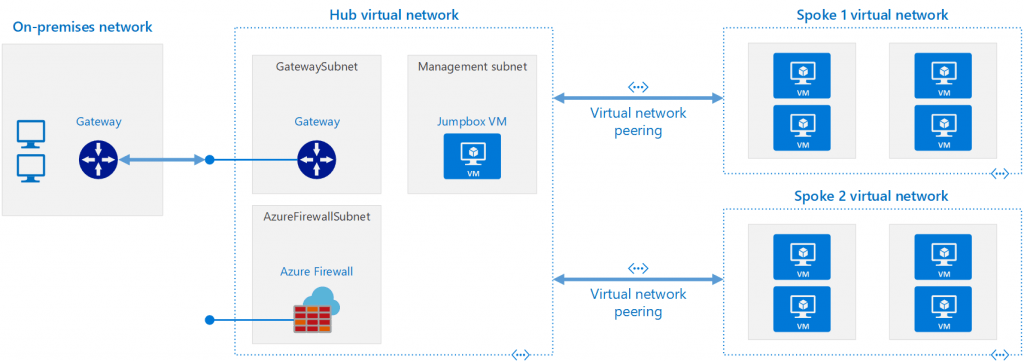 On-premises network
Gateway
Hub virtual network
GatewaySubnet
Gateway
Management subnet
Jumpbox VM
VM
AzureFirewallSubnet
Azure Firewall
Virtual network
peering
Virtual network
peering
Spoke 1 virtual network
VM
VM
VM
VM
Spoke 2 virtual network
VM
VM
VM
VM